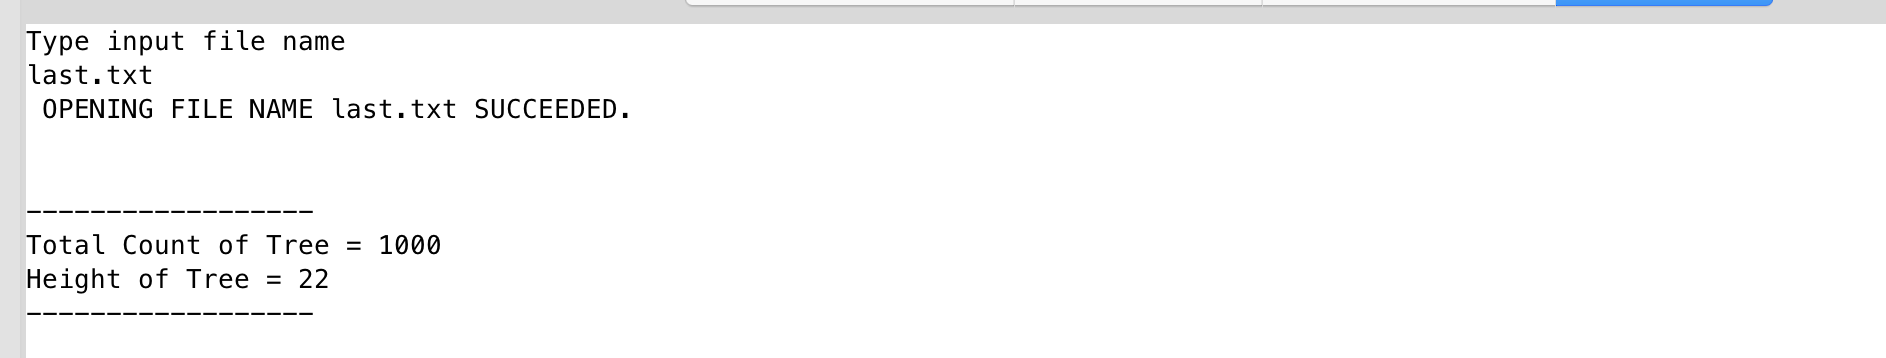 Type input file name
last.txt
OPENING FILE NAME last.txt SUCCEEDED.
------------------
Total Count of Tree = 1000
Height of Tree = 22
------------------